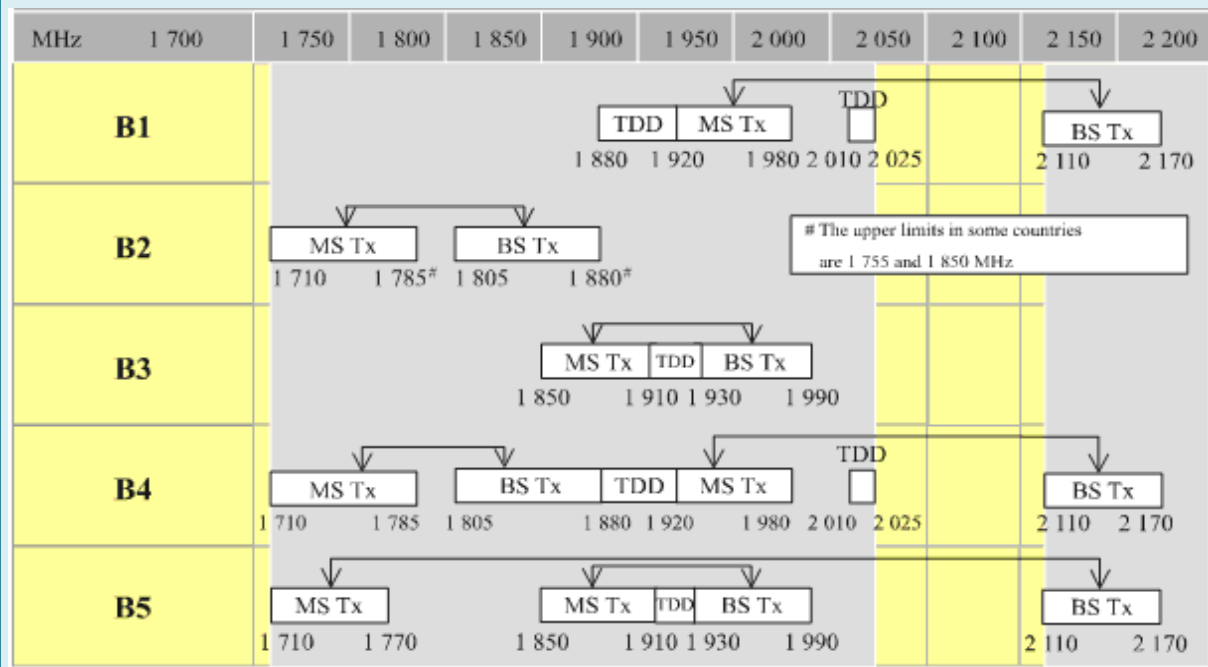 MHz 1 700 1 750 1 800 1 850 1 900 1 950 2 000 2 050 2 100 2 150 2 200
TDD
B1 TDD MS Tx BS Tx
1 880 1 920 1 980 2 010 2 025 2 110 2 170
B2 MS Tx BS Tx
1 710 1 785# 1 805 1 880#
# The upper limits in some countries
are 1 755 and 1 850 MHz
B3 MS Tx TDD BS Tx
1 850 1 910 1 930 1 990
TDD
B4 MS Tx BS Tx TDD MS Tx BS Tx
1 710 1 785 1 805 1 880 1 920 1 980 2 010 2 025 2 110 2 170
B5 MS Tx MS Tx TDD BS Tx BS Tx
1 710 1 770 1 850 1 910 1 930 1 990 2 110 2 170